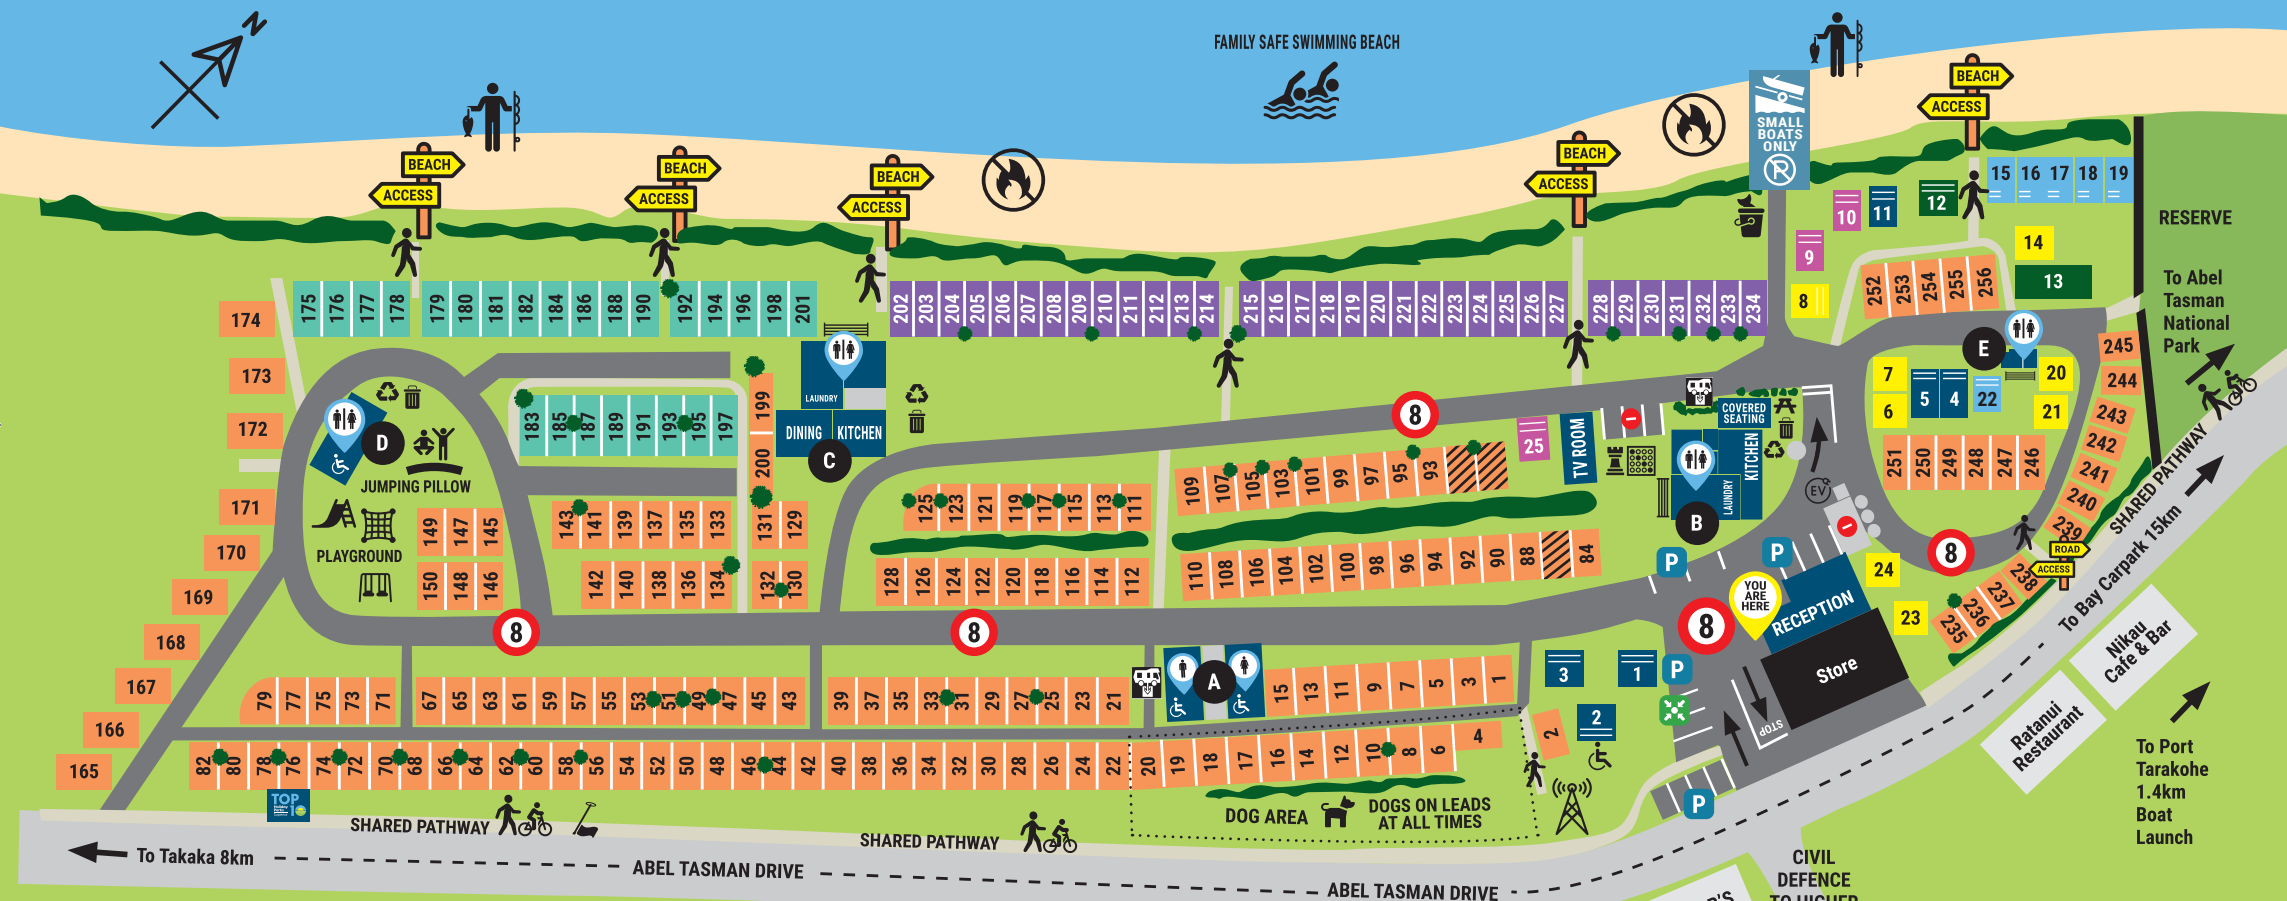 N
FAMILY SAFE SWIMMING BEACH
BEACH
ACCESS
BEACH
ACCESS
BEACH
ACCESS
BEACH
ACCESS
BEACH
ACCESS
SMALL
BOATS
ONLY
P
15 16 17 18 19
10 11 12
9
14
13
8
RESERVE
To Abel
Tasman
National
Park
252 253 254 255 256
174
173
172
171
170
169
168
167
166
165
175 176 177 178
179 180 181 182 184 186 188 190
192 194 196 198 201
202 203 204 205 206 207 208 209 210 211 212 213 214
215 216 217 218 219 220 221 222 223 224 225 226 227
228 229 230 231 232 233 234
183 185 187 189 191 193 195 197
199
200
LAUNDRY
DINING KITCHEN
C
D
JUMPING PILLOW
PLAYGROUND
149 147 145
150 148 146
143 141 139 137 135 133
142 140 138 136 134
131 129
132 130
125 123 121 119 117 115 113 111
128 126 124 122 120 118 116 114 112
109 107 105 103 101 99 97 95 93
110 108 106 104 102 100 98 96 94 92 90 88 84
8
25
TV ROOM
COVERED
SEATING
KITCHEN
LAUNDRY
B
EV
E
7
6
5 4 22
20
21
251 250 249 248 247 246
245
244
243
242
241
240
239
238
237
236
235
ROAD
ACCESS
8
24
23
SHARED PATHWAY
To Bay Carpark 15km
P
P
YOU
ARE
HERE
RECEPTION
Store
8
8
8
P
STOP
P
3
1
2
2
A
79 77 75 73 71
67 65 63 61 59 57 55 53 51 49 47 45 43
39 37 35 33 31 29 27 25 23 21
15 13 11 9 7 5 3 1
82 80 78 76 74 72 70 68 66 64 62 60 58 56 54 52 50 48 46 44 42 40 38 36 34 32 30 28 26 24 22
20 19 18 17 16 14 12 10 8 6 4
TOP
10
DOG AREA
DOGS ON LEADS
AT ALL TIMES
SHARED PATHWAY
SHARED PATHWAY
To Takaka 8km
ABEL TASMAN DRIVE
ABEL TASMAN DRIVE
Nikau
Cafe & Bar
Ratanui
Restaurant
To Port
Tarakohe
1.4km
Boat
Launch
CIVIL
DEFENCE
TO HIGHER